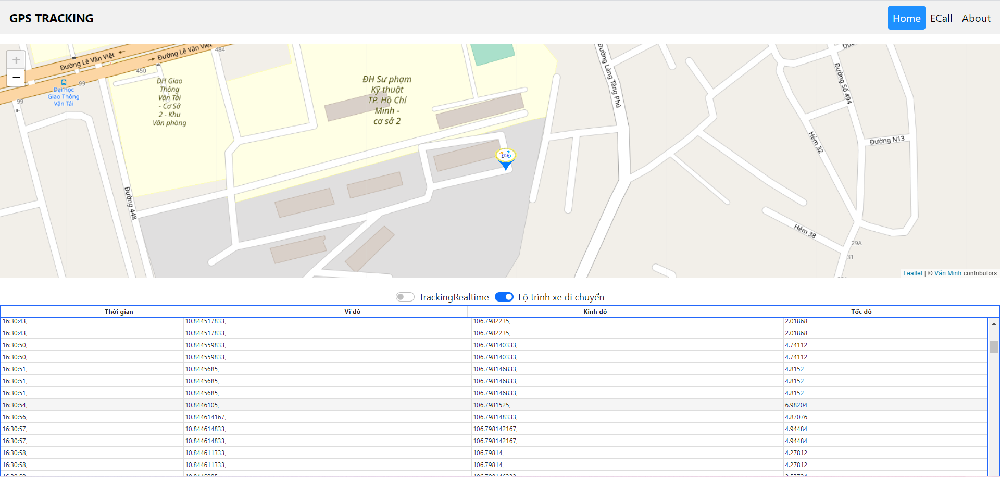 GPS TRACKING
Home
ECall
About
+
−
Đường Lê Văn Việt
Đường Lê Văn Việt
484
450
99
99
Đại học
Giao Thông
Vận Tải
ĐH Giao
Thông
Vận Tải
- Cơ Sở
2 - Khu
Văn phòng
ĐH Sư phạm
Kỹ thuật
TP. Hồ Chí
Minh -
cơ sở 2
ITS
Đường 448
Đường Làng Tăng Phú
Đường Số 494
Đường N13
Hẻm 32
Hẻm 38
29A
31
Leaflet | © Văn Minh contributors
TrackingRealtime
Lộ trình xe di chuyển
Thời gian Vĩ độ Kinh độ Tốc độ
16:30:43, 10.844517833, 106.7982235, 2.01868
16:30:43, 10.844517833, 106.7982235, 2.01868
16:30:50, 10.844559833, 106.798140333, 4.74112
16:30:50, 10.844559833, 106.798140333, 4.74112
16:30:51, 10.8445685, 106.798146833, 4.8152
16:30:51, 10.8445685, 106.798146833, 4.8152
16:30:51, 10.8445685, 106.798146833, 4.8152
16:30:54, 10.8446105, 106.7981525, 6.98204
16:30:56, 10.844614167, 106.798148333, 4.87076
16:30:57, 10.844614833, 106.798142167, 4.94484
16:30:57, 10.844614833, 106.798142167, 4.94484
16:30:58, 10.844611333, 106.79814, 4.27812
16:30:58, 10.844611333, 106.79814, 4.27812